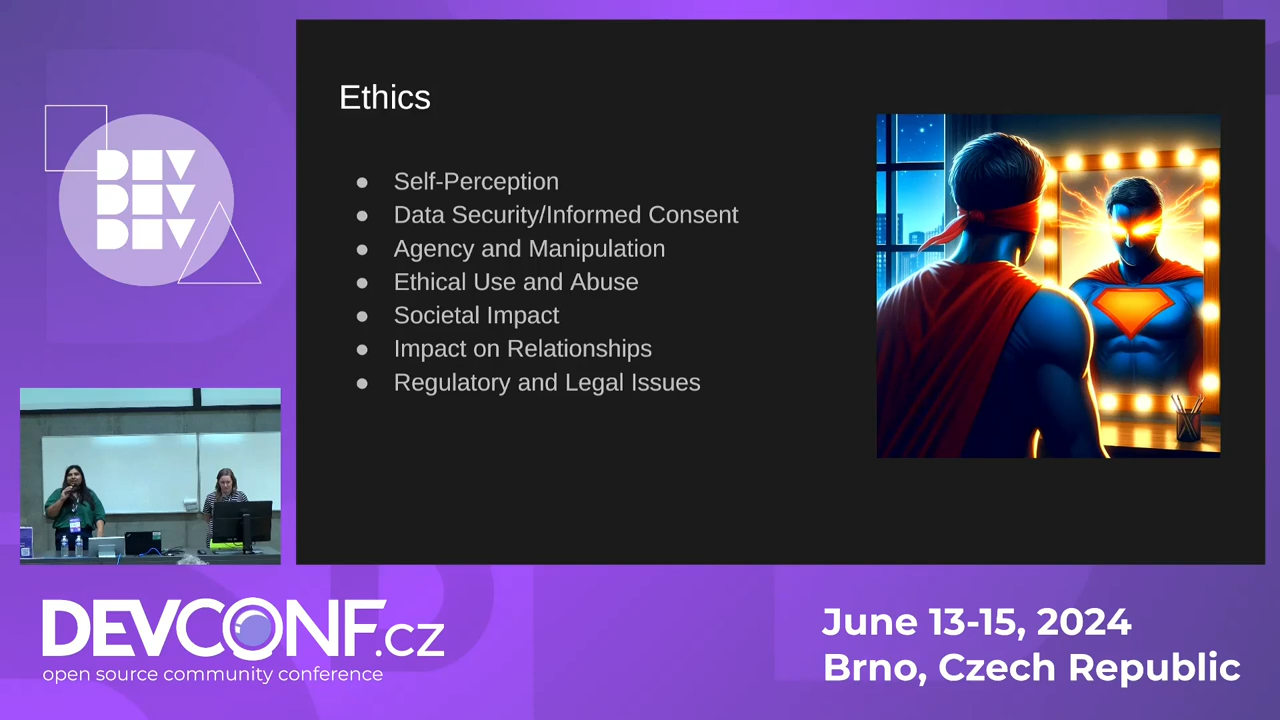 DEV
DEV
DEV
Ethics
● Self-Perception
● Data Security/Informed Consent
● Agency and Manipulation
● Ethical Use and Abuse
● Societal Impact
● Impact on Relationships
● Regulatory and Legal Issues
DEVCONF.cz
open source community conference
June 13-15, 2024
Brno, Czech Republic